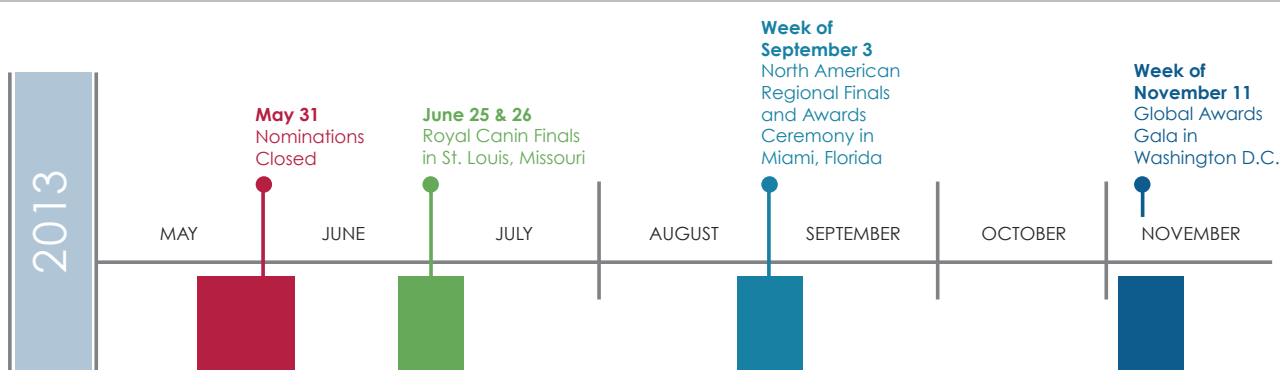 2013
May 31
Nominations
Closed
June 25 & 26
Royal Canin Finals
in St. Louis, Missouri
Week of
September 3
North American
Regional Finals
and Awards
Ceremony in
Miami, Florida
Week of
November 11
Global Awards
Gala in
Washington D.C.
MAY
JUNE
JULY
AUGUST
SEPTEMBER
OCTOBER
NOVEMBER